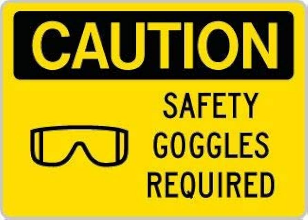 CAUTION
SAFETY
GOGGLES
REQUIRED